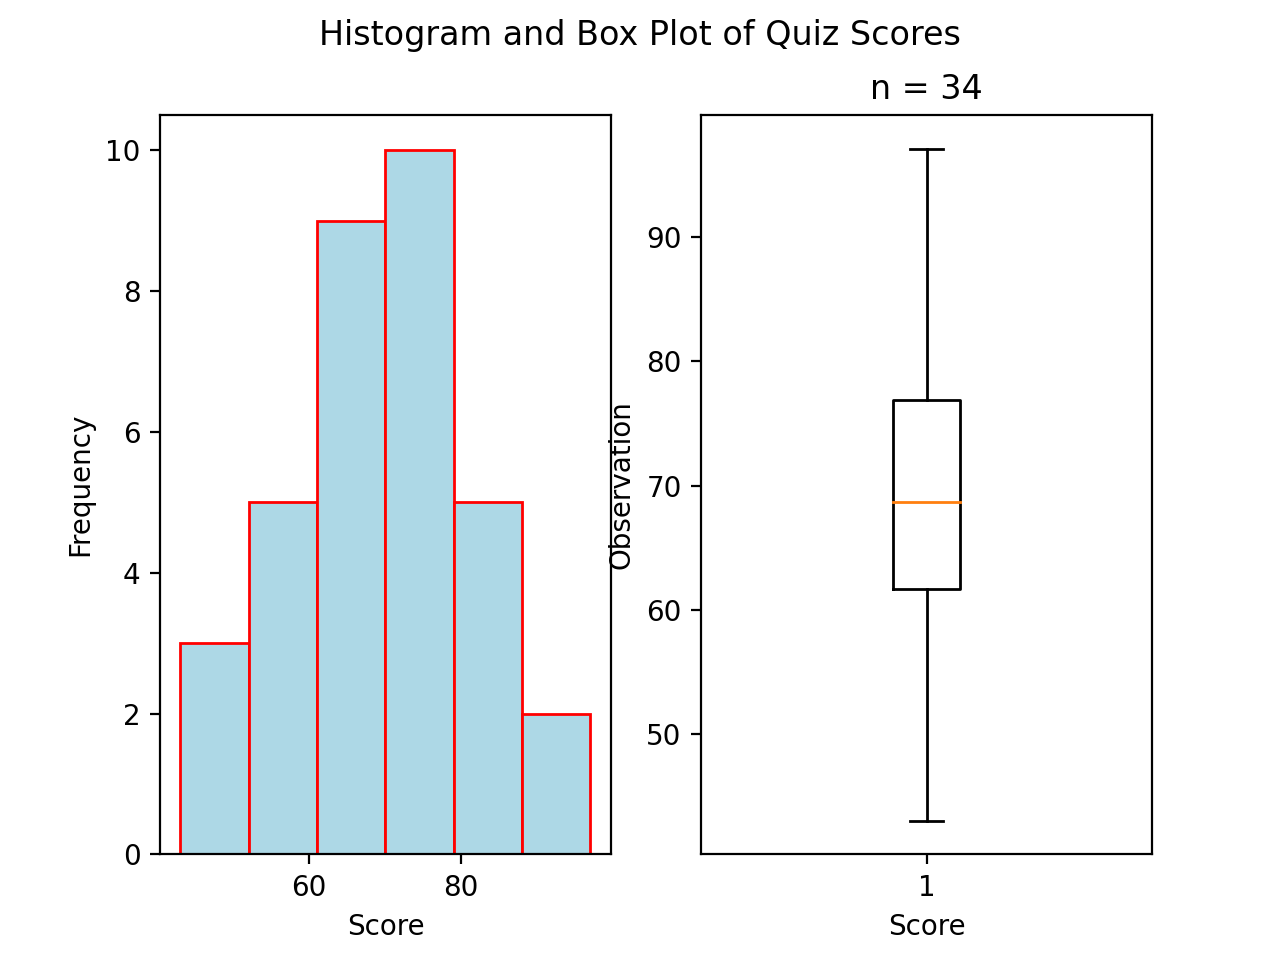 Histogram and Box Plot of Quiz Scores
10
8
6
4
2
0
Frequency
60 80
Score
n = 34
90
80
70
60
50
Observation
1
Score